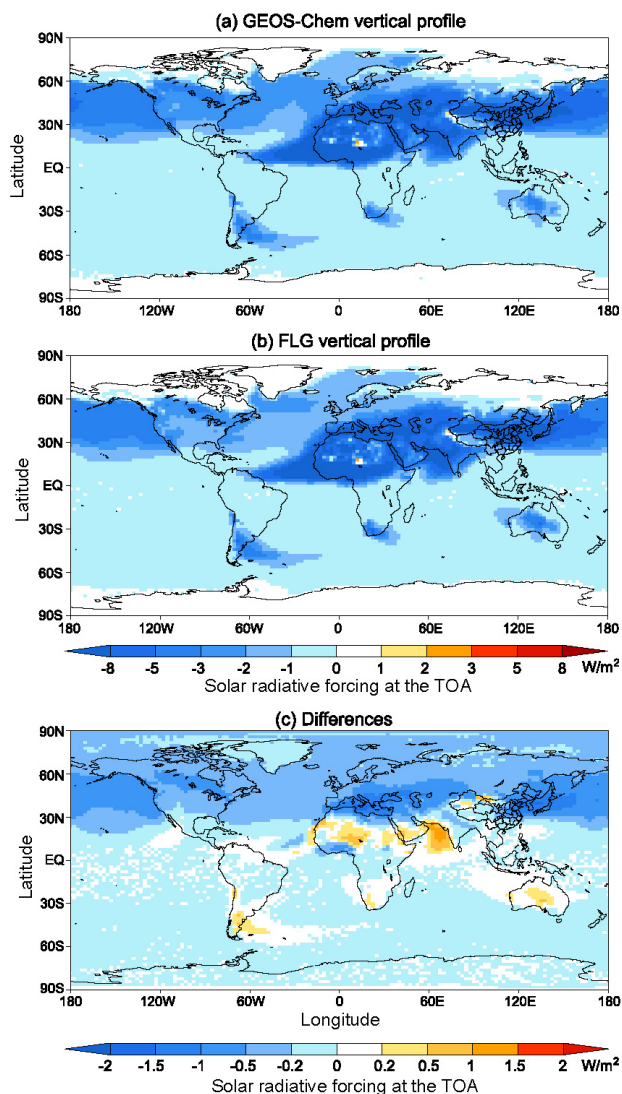 (a) GEOS-Chem vertical profile
90N
60N
30N
EQ
30S
60S
90S
Latitude
180 120W 60W 0 60E 120E 180
(b) FLG vertical profile
90N
60N
30N
EQ
30S
60S
90S
Latitude
180 120W 60W 0 60E 120E 180
-8 -5 -3 -2 -1 0 1 2 3 5 8 W/m²
Solar radiative forcing at the TOA
(c) Differences
90N
60N
30N
EQ
30S
60S
90S
Latitude
180 120W 60W 0 60E 120E 180
Longitude
-2 -1.5 -1 -0.5 -0.2 0 0.2 0.5 1 1.5 2 W/m²
Solar radiative forcing at the TOA